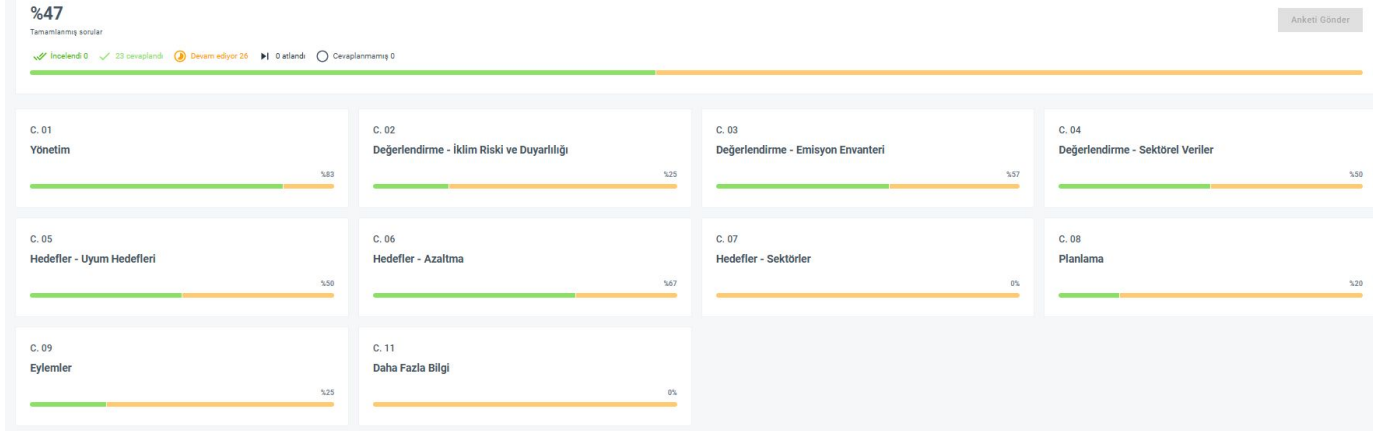 %47
Anketi Gönder
Tamamlanmış sorular
İncelendi 0 23 cevaplandı Devam ediyor 26 0 atlandı Cevaplanmamış 0
C. 01
Yönetim
%83
C. 02
Değerlendirme - İklim Riski ve Duyarlılığı
%25
C. 03
Değerlendirme - Emisyon Envanteri
%57
C. 04
Değerlendirme - Sektörel Veriler
%50
C. 05
Hedefler - Uyum Hedefleri
%50
C. 06
Hedefler - Azaltma
%67
C. 07
Hedefler - Sektörler
0%
C. 08
Planlama
%20
C. 09
Eylemler
%25
C. 11
Daha Fazla Bilgi
0%